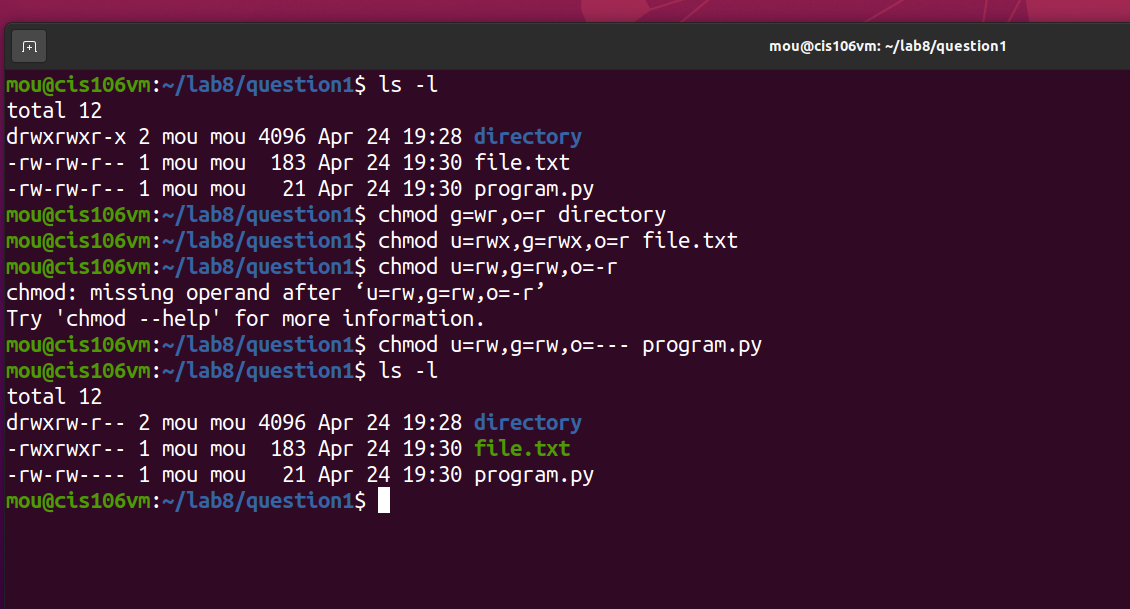 mou@cis106vm: ~/lab8/question1
mou@cis106vm:~/lab8/question1$ ls -l
total 12
drwxrwxr-x 2 mou mou 4096 Apr 24 19:28 directory
-rw-rw-r-- 1 mou mou  183 Apr 24 19:30 file.txt
-rw-rw-r-- 1 mou mou   21 Apr 24 19:30 program.py
mou@cis106vm:~/lab8/question1$ chmod g=wr,o=r directory
mou@cis106vm:~/lab8/question1$ chmod u=rwx,g=rwx,o=r file.txt
mou@cis106vm:~/lab8/question1$ chmod u=rw,g=rw,o=-r
chmod: missing operand after ‘u=rw,g=rw,o=-r’
Try 'chmod --help' for more information.
mou@cis106vm:~/lab8/question1$ chmod u=rw,g=rw,o=--- program.py
mou@cis106vm:~/lab8/question1$ ls -l
total 12
drwxrw-r-- 2 mou mou 4096 Apr 24 19:28 directory
-rwxrwxr-- 1 mou mou  183 Apr 24 19:30 file.txt
-rw-rw---- 1 mou mou   21 Apr 24 19:30 program.py
mou@cis106vm:~/lab8/question1$